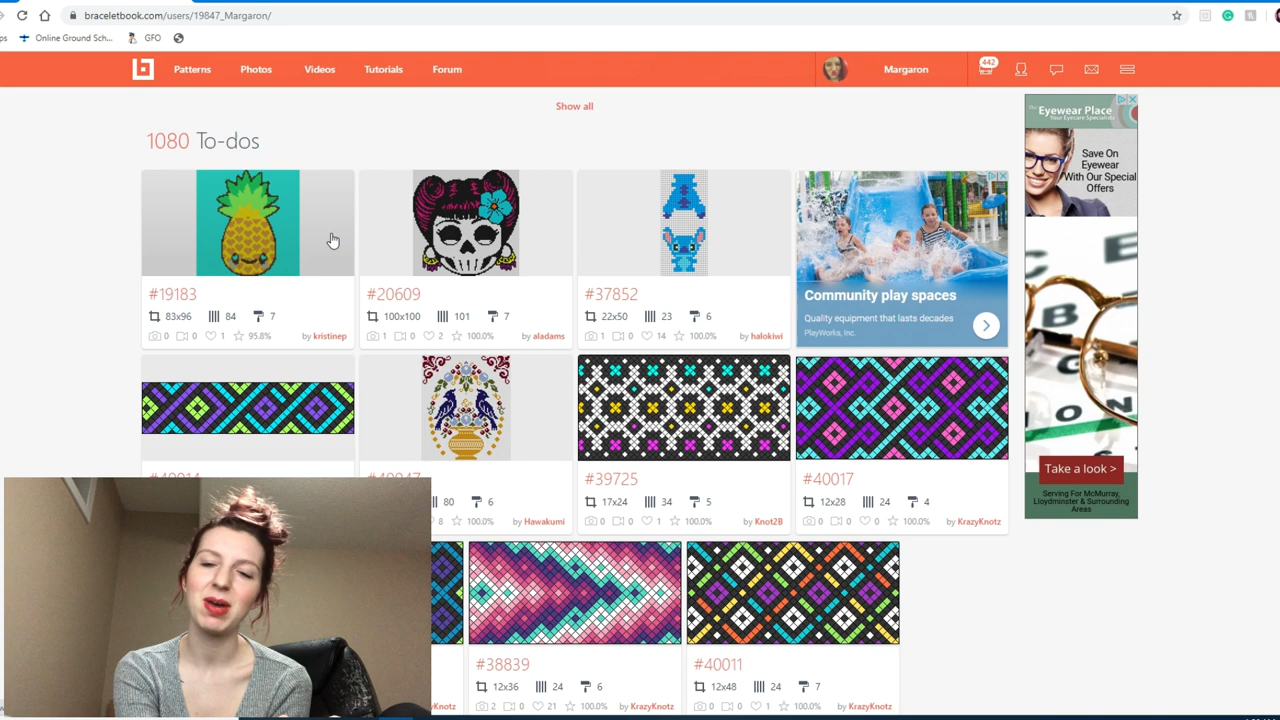 braceletbook.com/users/19847_Margaron/
Online Ground Sch... GFO
Patterns Photos Videos Tutorials Forum Margaron 442
Show all
1080 To-dos
#19183
83x96 84 7
0 0 1 95.8% by kristinep
#20609
100x100 101 7
1 0 2 100.0% by aladams
#37852
22x50 23 6
1 0 14 100.0% by halokiwi
Community play spaces
Quality equipment that lasts decades
PlayWorks, Inc.
Eyewear Place
Your Eyecare Specialists
Save On
Eyewear
With Our Special
Offers
Take a look >
Serving For McMurray,
Lloydminster & Surrounding
Areas
80 6
8 100.0% by Hawakumi
#39725
17x24 34 5
0 0 1 100.0% by Knot2B
#40017
12x28 24 4
0 0 0 100.0% by KrazyKnotz
#38839
12x36 24 6
2 0 21 100.0% by KrazyKnotz
#40011
12x48 24 7
0 0 1 100.0% by KrazyKnotz